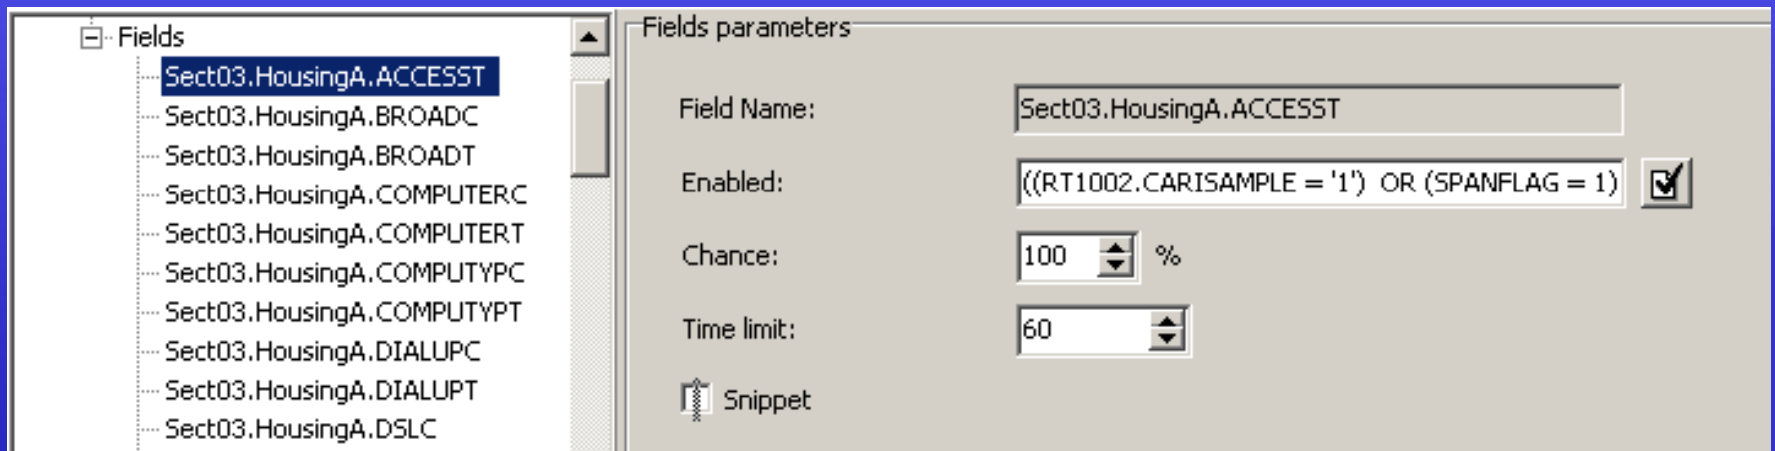 Fields
Sect03.HousingA.ACCESST
Sect03.HousingA.BROADC
Sect03.HousingA.BROADT
Sect03.HousingA.COMPUTERC
Sect03.HousingA.COMPUTERT
Sect03.HousingA.COMPUTYPC
Sect03.HousingA.COMPUTYPT
Sect03.HousingA.DIALUPC
Sect03.HousingA.DIALUPT
Sect03.HousingA.DSLC
Fields parameters
Field Name: Sect03.HousingA.ACCESST
Enabled: ((RT1002.CARISAMPLE = '1') OR (SPANFLAG = 1)
Chance: 100 %
Time limit: 60
Snippet